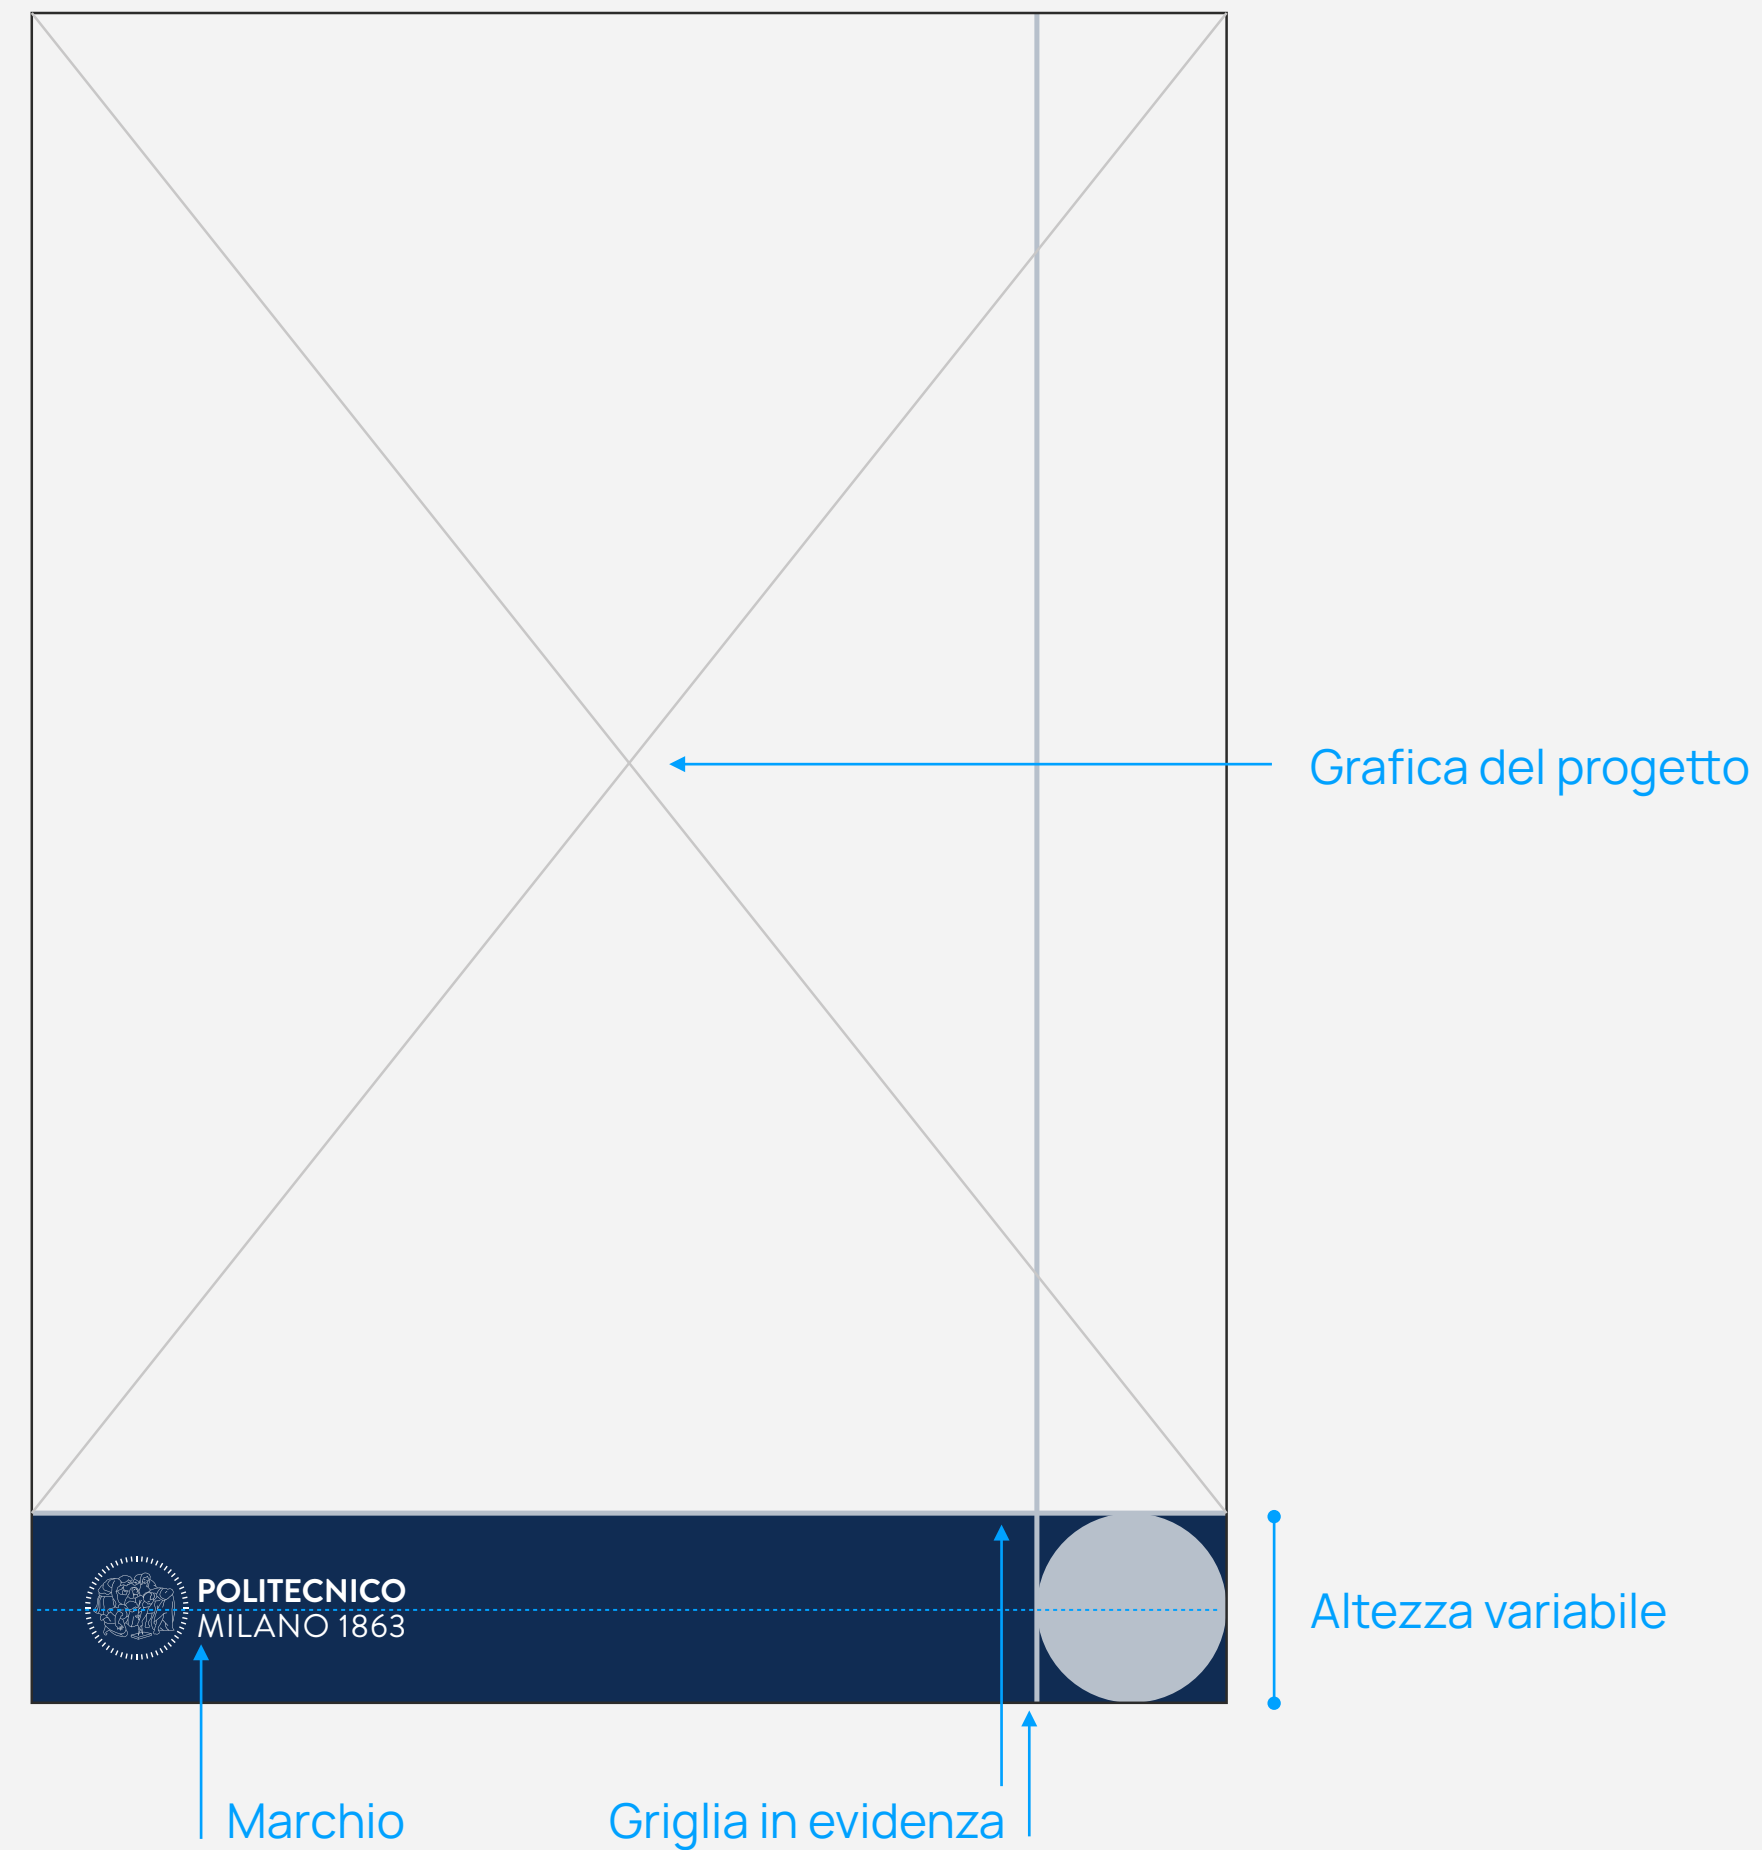 Grafica del progetto
POLITECNICO
MILANO 1863
Altezza variabile
Marchio
Griglia in evidenza